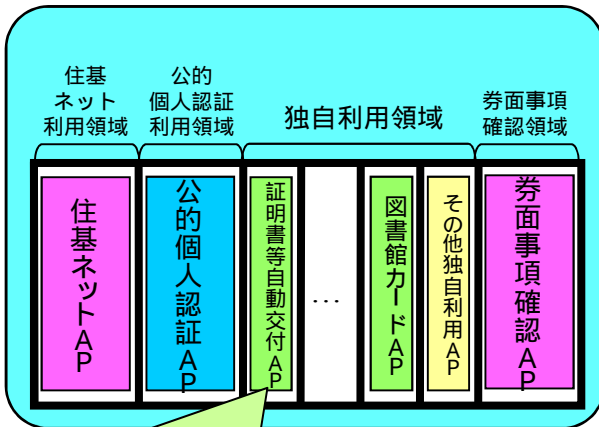 住基
ネット
利用領域
公的
個人認証
利用領域
独自利用領域
券面事項
確認領域
住基ネットAP
公的個人認証AP
証明書等自動交付AP
...
図書館カードAP
その他独自利用AP
券面事項確認AP